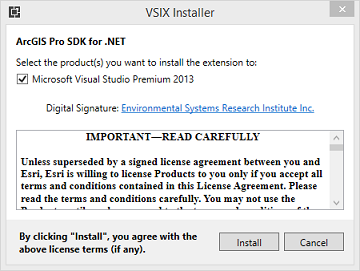 VSIX Installer
ArcGIS Pro SDK for .NET
Select the product(s) you want to install the extension to:
Microsoft Visual Studio Premium 2013
Digital Signature: Environmental Systems Research Institute Inc.
IMPORTANT—READ CAREFULLY
Unless superseded by a signed license agreement between you and
Esri, Esri is willing to license Products to you only if you accept all
terms and conditions contained in this License Agreement. Please
read the terms and conditions carefully. You may not use the
By clicking "Install", you agree with the
above license terms (if any).
Install
Cancel